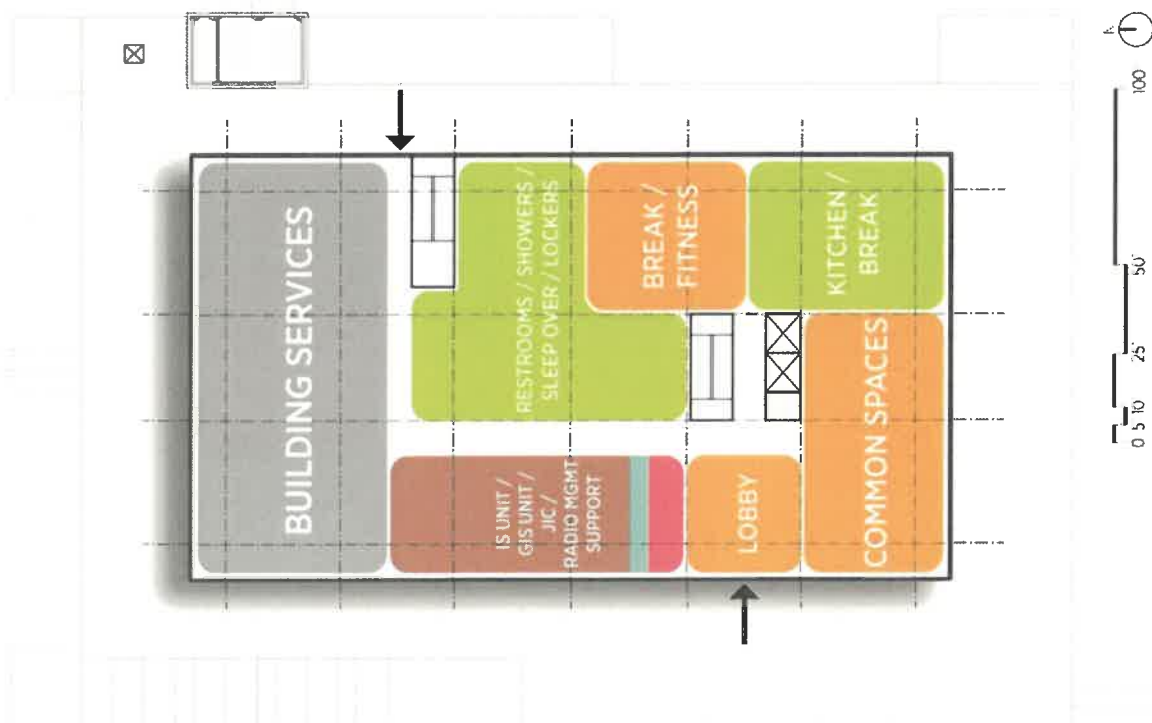 BUILDING SERVICES
RESTROOMS / SHOWERS /
SLEEP OVER / LOCKERS
BREAK /
FITNESS
KITCHEN /
BREAK
IS UNIT /
GIS UNIT /
JIC /
RADIO MGMT
SUPPORT
LOBBY
COMMON SPACES
0 5 10 25 50 100
N